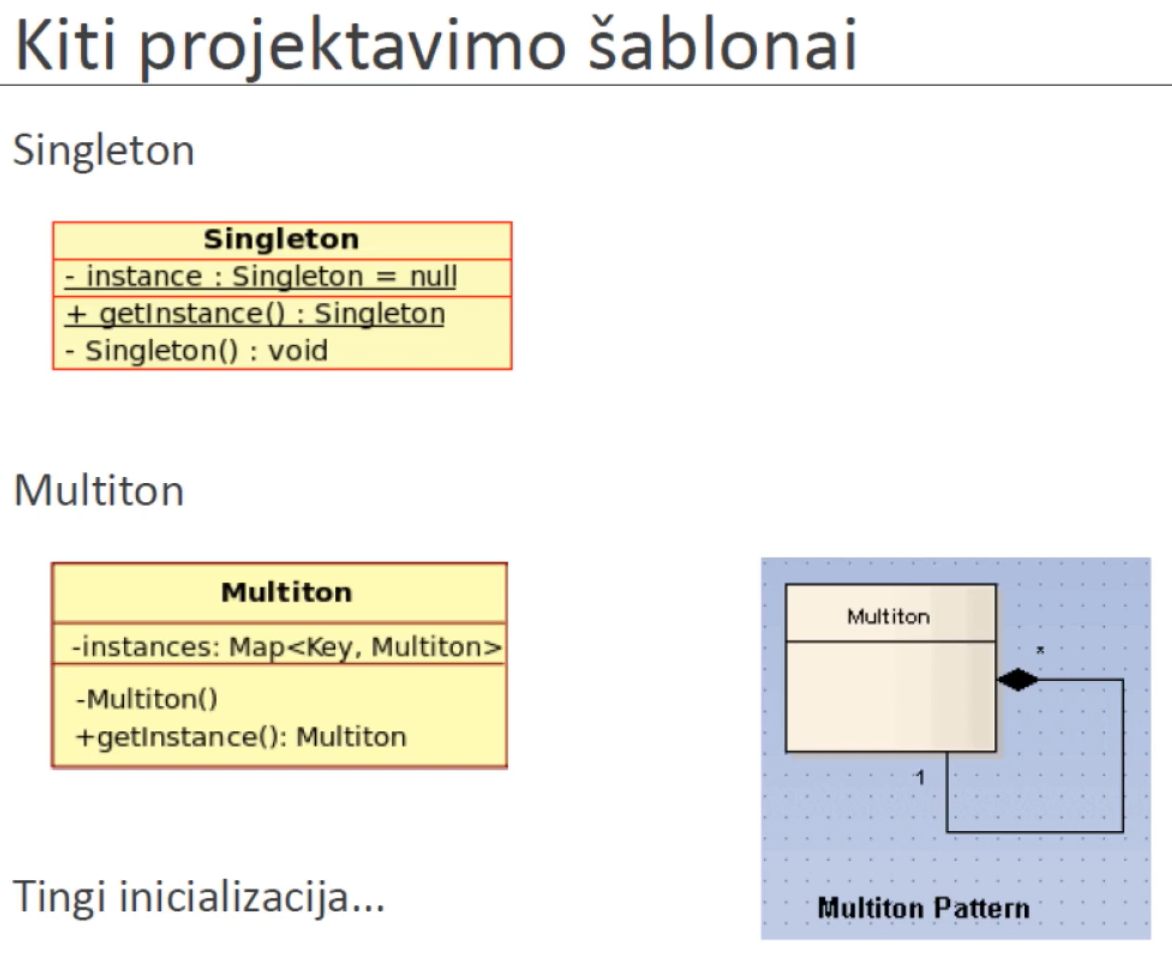 Kiti projektavimo šablonai
Singleton
Singleton
- instance : Singleton = null
+ getInstance() : Singleton
- Singleton() : void
Multiton
Multiton
-instances: Map<Key, Multiton>
-Multiton()
+getInstance(): Multiton
Multiton
*
1
Multiton Pattern
Tingi inicializacija...